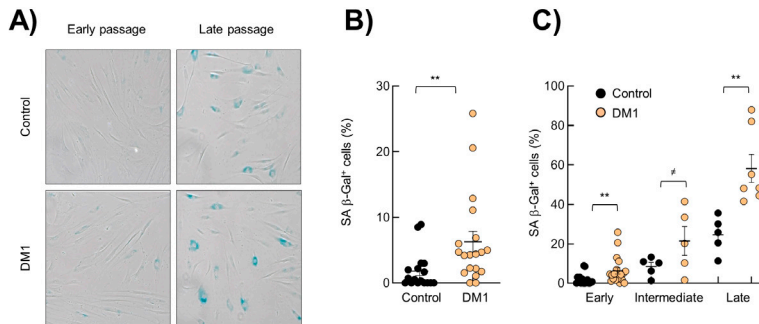 A)
Early passage
Late passage
Control
DM1
B)
SA β-Gal⁺ cells (%)
30
20
10
0
**
Control
DM1
C)
SA β-Gal⁺ cells (%)
100
80
60
40
20
0
Control
DM1
**
≠
**
Early
Intermediate
Late